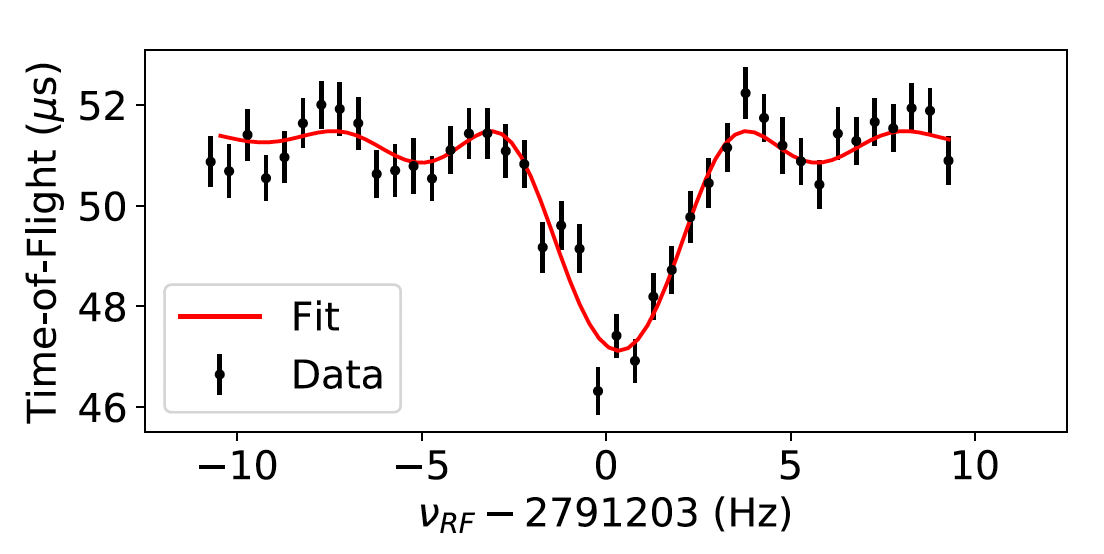 Time-of-Flight (μs)
52
50
48
46
Fit
Data
−10
−5
0
5
10
ν_RF − 2791203 (Hz)